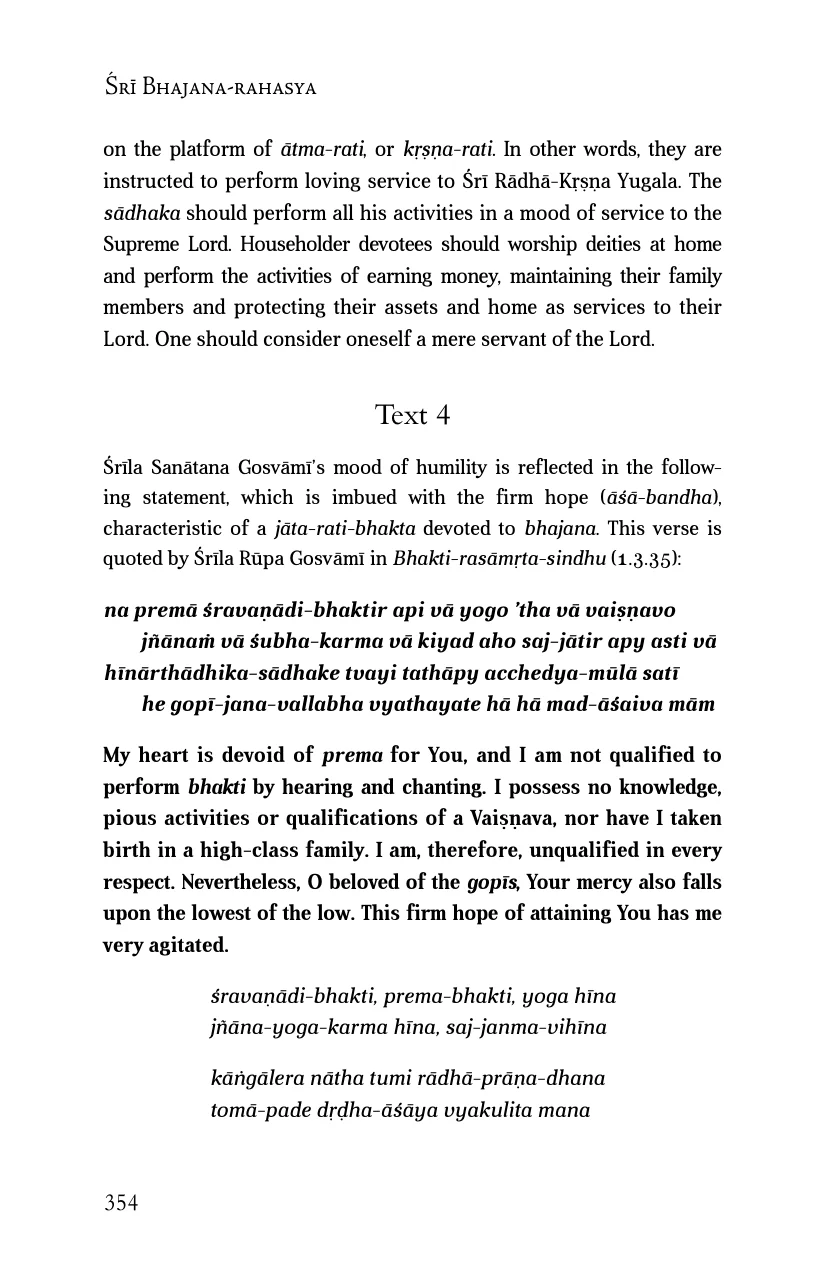 Śrī Bhajana-rahasya
on the platform of ātma-rati, or kṛṣṇa-rati. In other words, they are
instructed to perform loving service to Śrī Rādhā-Kṛṣṇa Yugala. The
sādhaka should perform all his activities in a mood of service to the
Supreme Lord. Householder devotees should worship deities at home
and perform the activities of earning money, maintaining their family
members and protecting their assets and home as services to their
Lord. One should consider oneself a mere servant of the Lord.
Text 4
Śrīla Sanātana Gosvāmī’s mood of humility is reflected in the follow-
ing statement, which is imbued with the firm hope (āśā-bandha),
characteristic of a jāta-rati-bhakta devoted to bhajana. This verse is
quoted by Śrīla Rūpa Gosvāmī in Bhakti-rasāmṛta-sindhu (1.3.35):
na premā śravaṇādi-bhaktir api vā yogo ’tha vā vaiṣṇavo
jñānaṁ vā śubha-karma vā kiyad aho saj-jātir apy asti vā
hīnārthādhika-sādhake tvayi tathāpy acchedya-mūlā satī
he gopī-jana-vallabha vyathayate hā hā mad-āśaiva mām
My heart is devoid of prema for You, and I am not qualified to
perform bhakti by hearing and chanting. I possess no knowledge,
pious activities or qualifications of a Vaiṣṇava, nor have I taken
birth in a high-class family. I am, therefore, unqualified in every
respect. Nevertheless, O beloved of the gopīs, Your mercy also falls
upon the lowest of the low. This firm hope of attaining You has me
very agitated.
śravaṇādi-bhakti, prema-bhakti, yoga hīna
jñāna-yoga-karma hīna, saj-janma-vihīna
kāṅgālera nātha tumi rādhā-prāṇa-dhana
tomā-pade dṛḍha-āśāya vyakulita mana
354